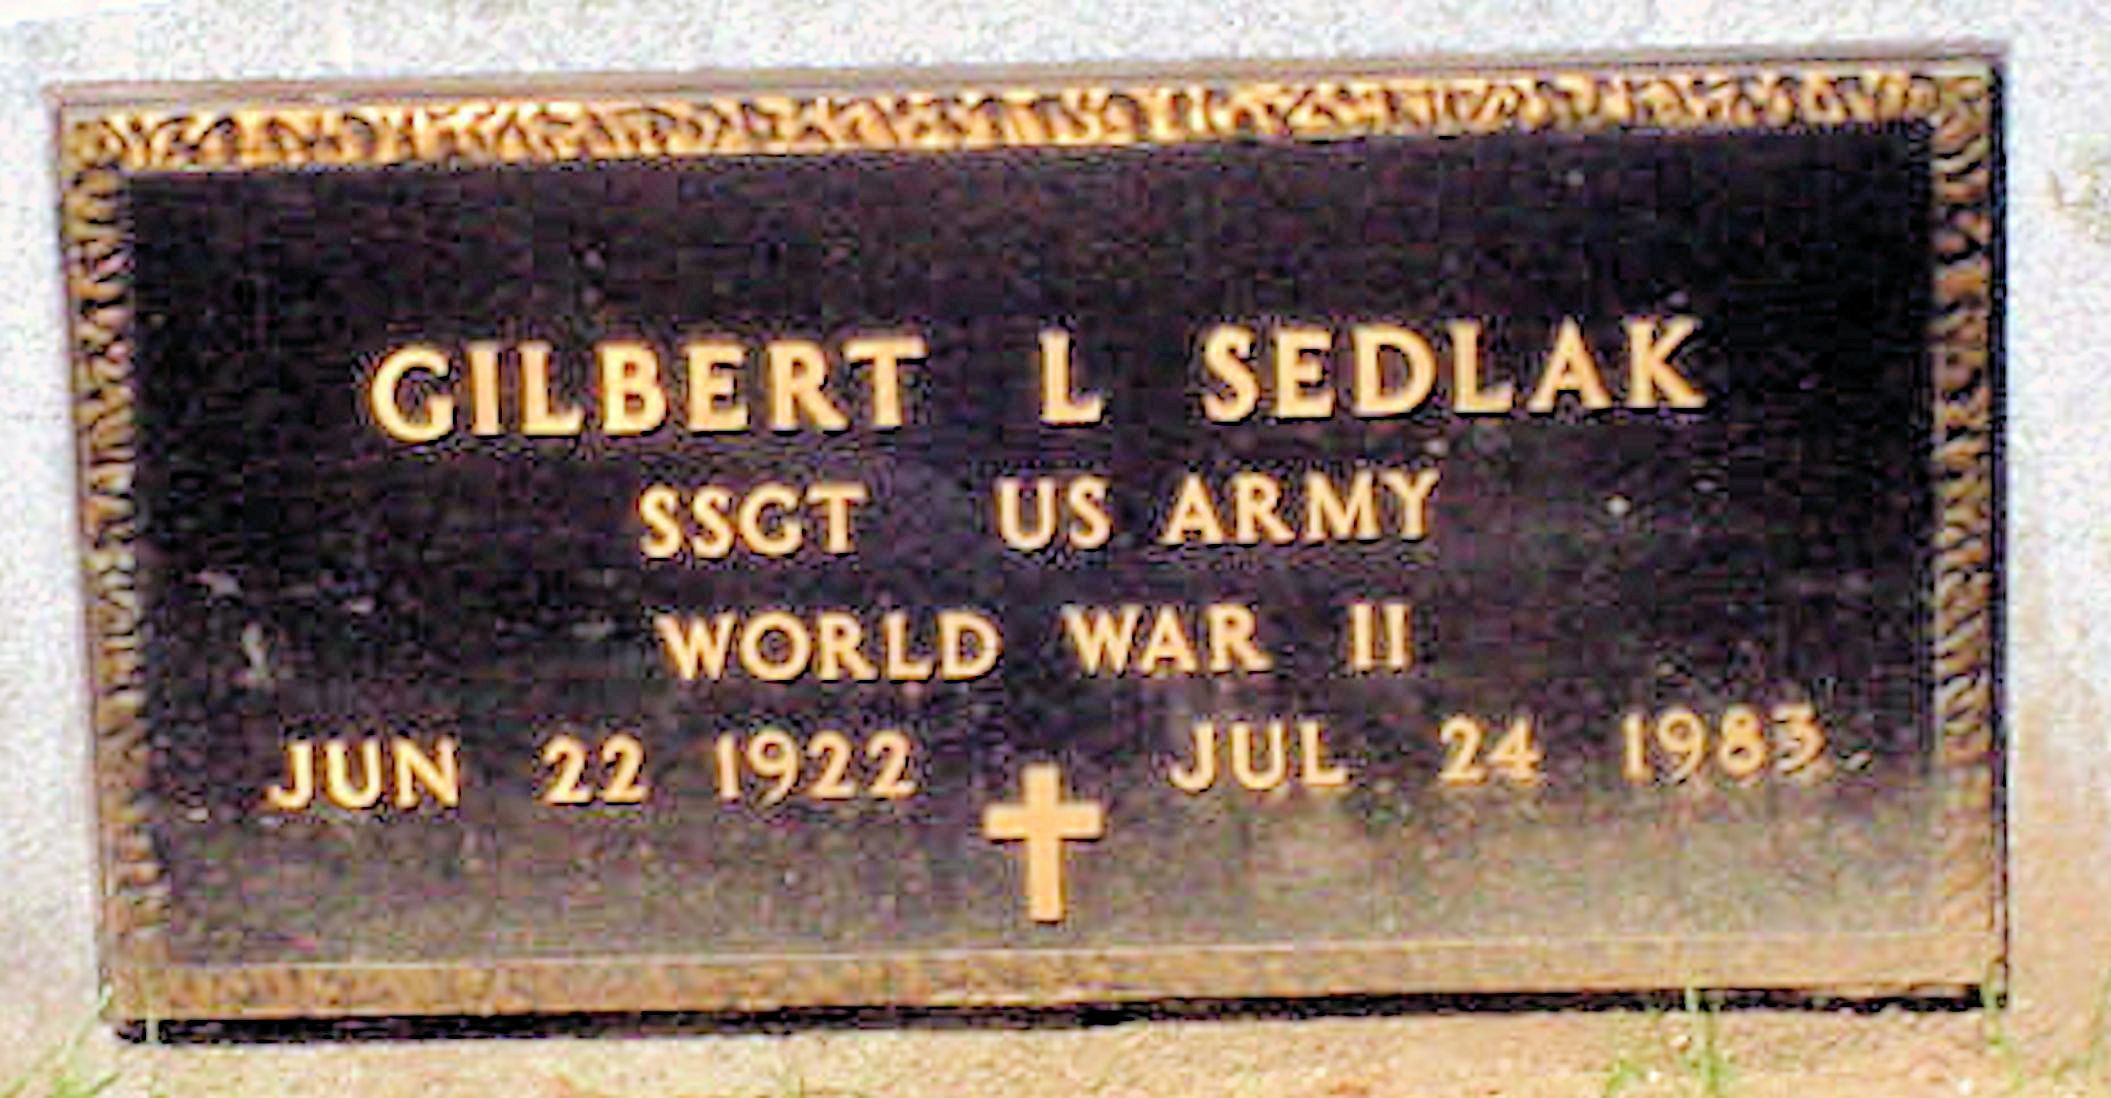 GILBERT L SEDLAK
SSGT US ARMY
WORLD WAR II
JUN 22 1922 JUL 24 1983